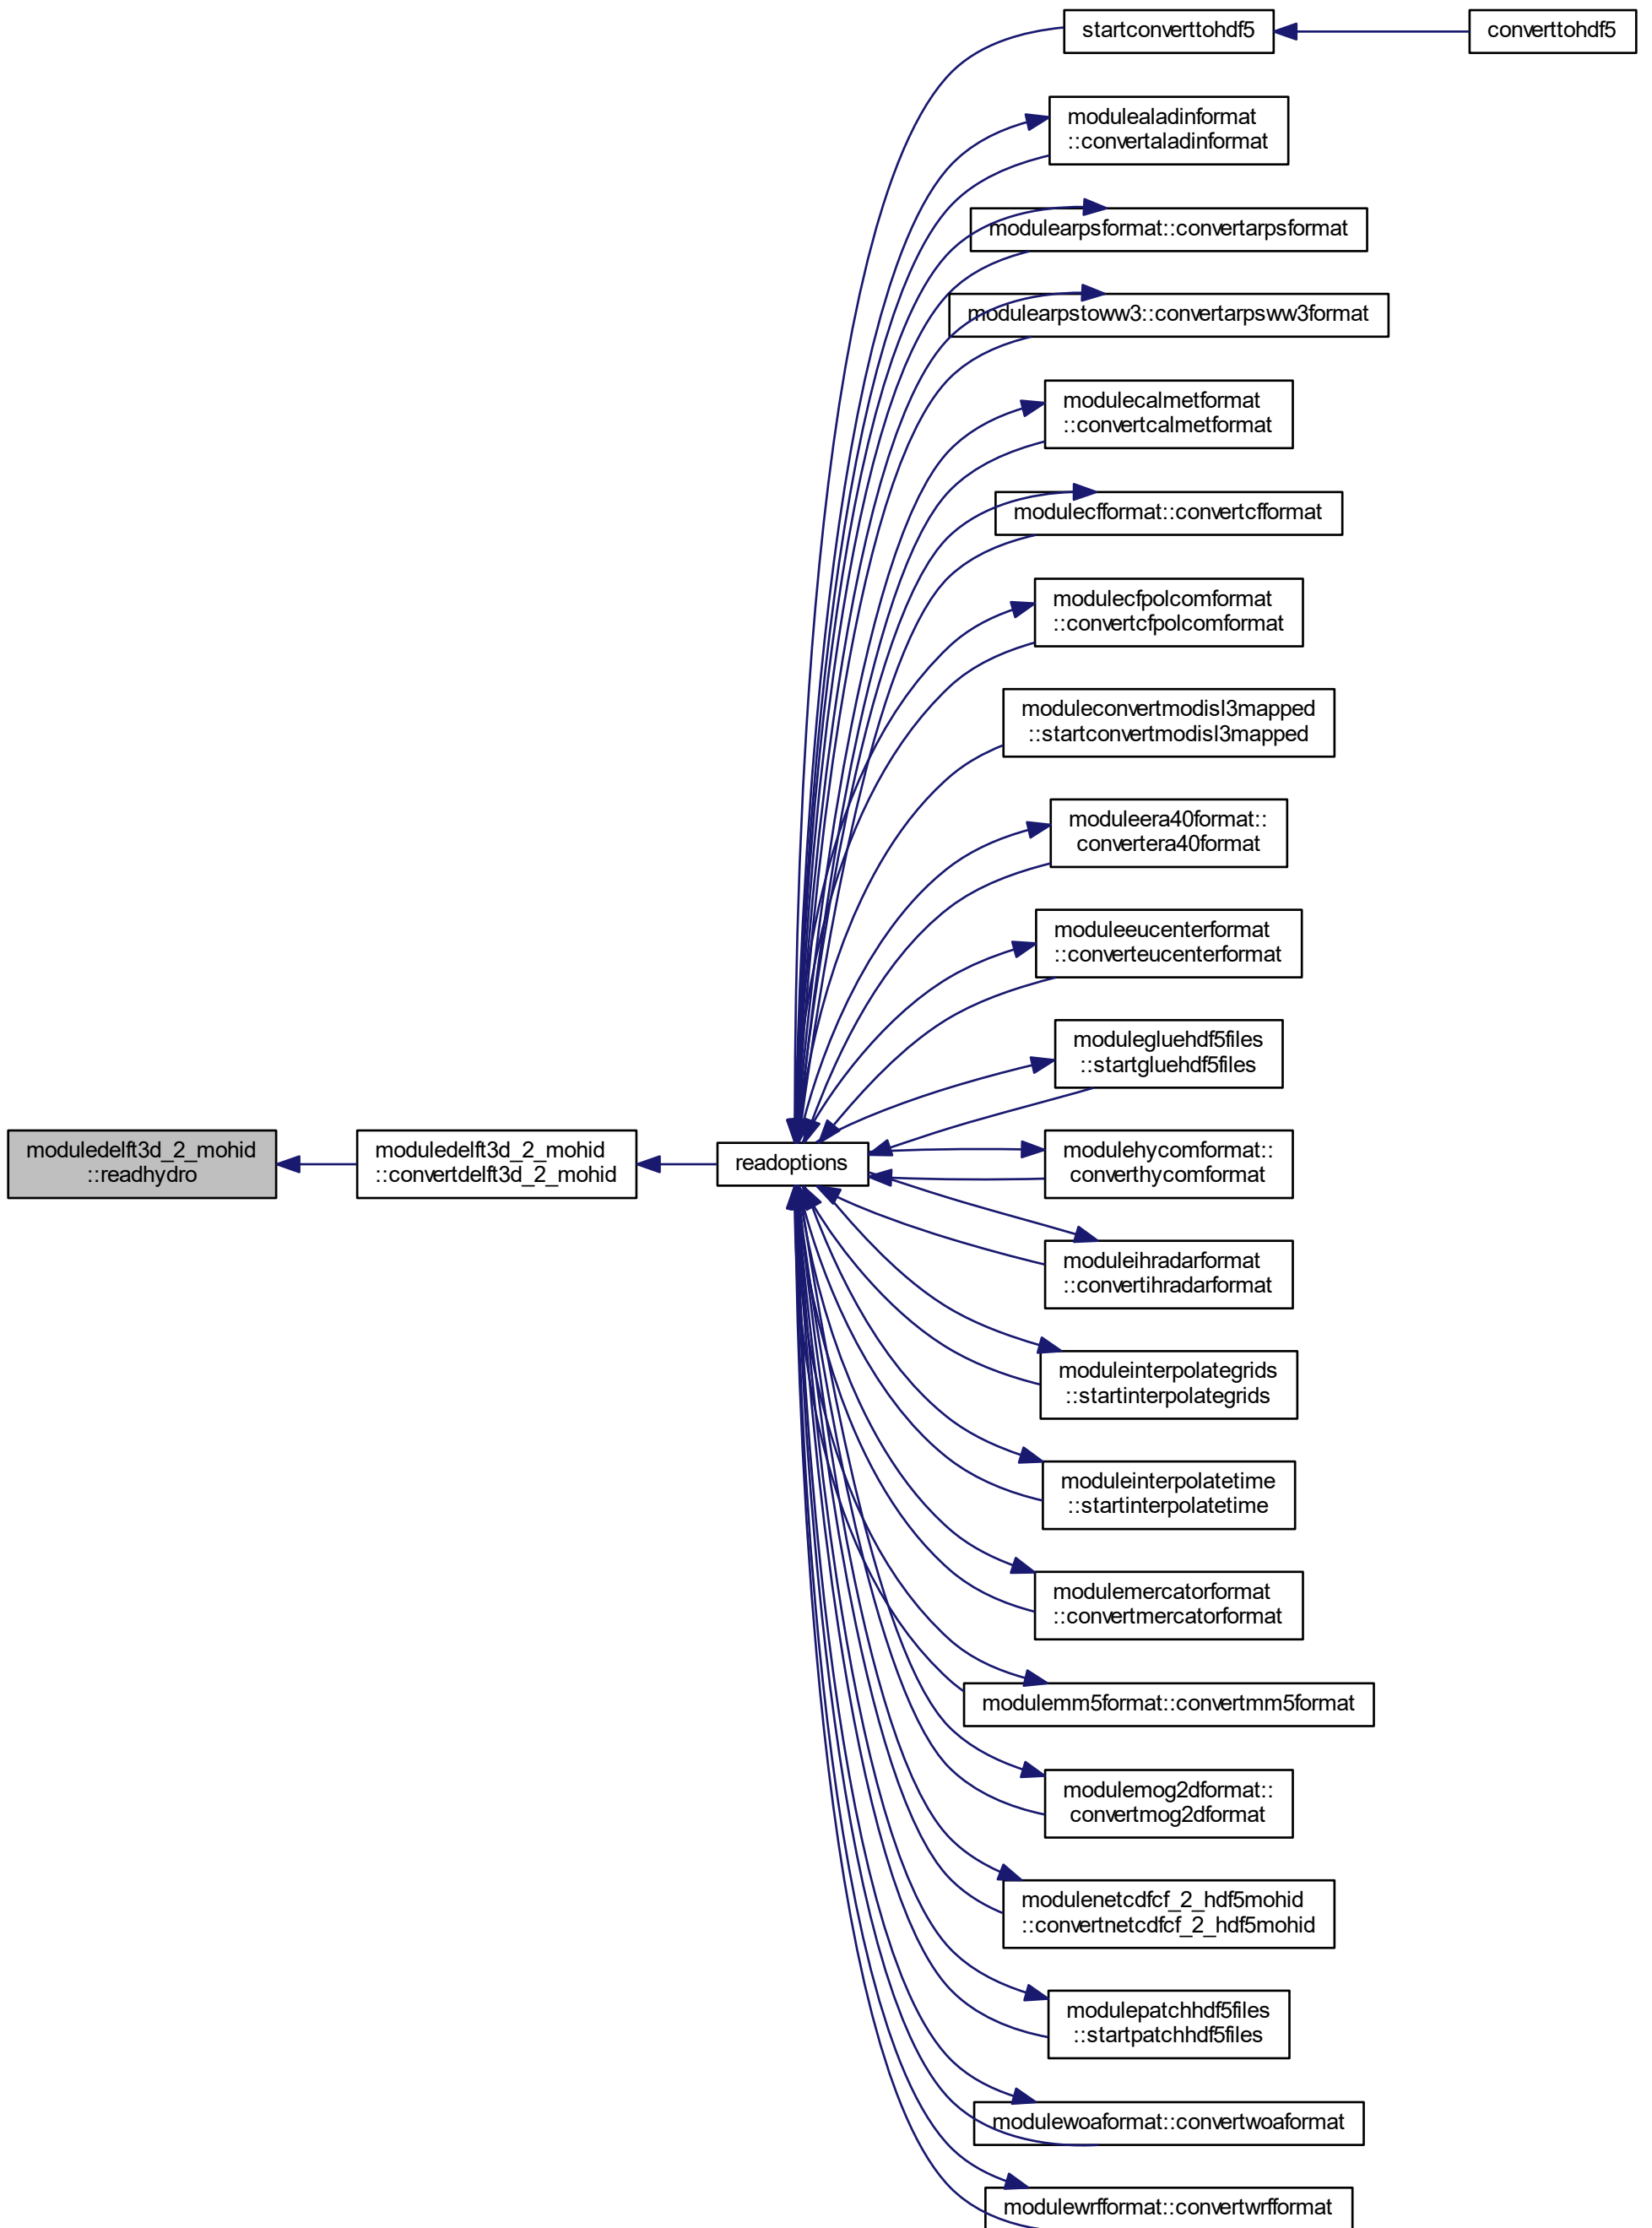 startconverttohdf5
converttohdf5
modulealadinformat
::convertaladinformat
modulearpsformat::convertarpsformat
modulearpstoww3::convertarpsww3format
modulecalmetformat
::convertcalmetformat
modulecfformat::convertcfformat
modulecfpolcomformat
::convertcfpolcomformat
moduleconvertmodisl3mapped
::startconvertmodisl3mapped
moduleera40format::
convertera40format
moduleeucenterformat
::converteucenterformat
modulegluehdf5files
::startgluehdf5files
moduledelft3d_2_mohid
::readhydro
moduledelft3d_2_mohid
::convertdelft3d_2_mohid
readoptions
modulehycomformat::
converthycomformat
moduleihradarformat
::convertihradarformat
moduleinterpolategrids
::startinterpolategrids
moduleinterpolatetime
::startinterpolatetime
modulemercatorformat
::convertmercatorformat
modulemm5format::convertmm5format
modulemog2dformat::
convertmog2dformat
modulenetcdfcf_2_hdf5mohid
::convertnetcdfcf_2_hdf5mohid
modulepatchhdf5files
::startpatchhdf5files
modulewoaformat::convertwoaformat
modulewrfformat::convertwrfformat